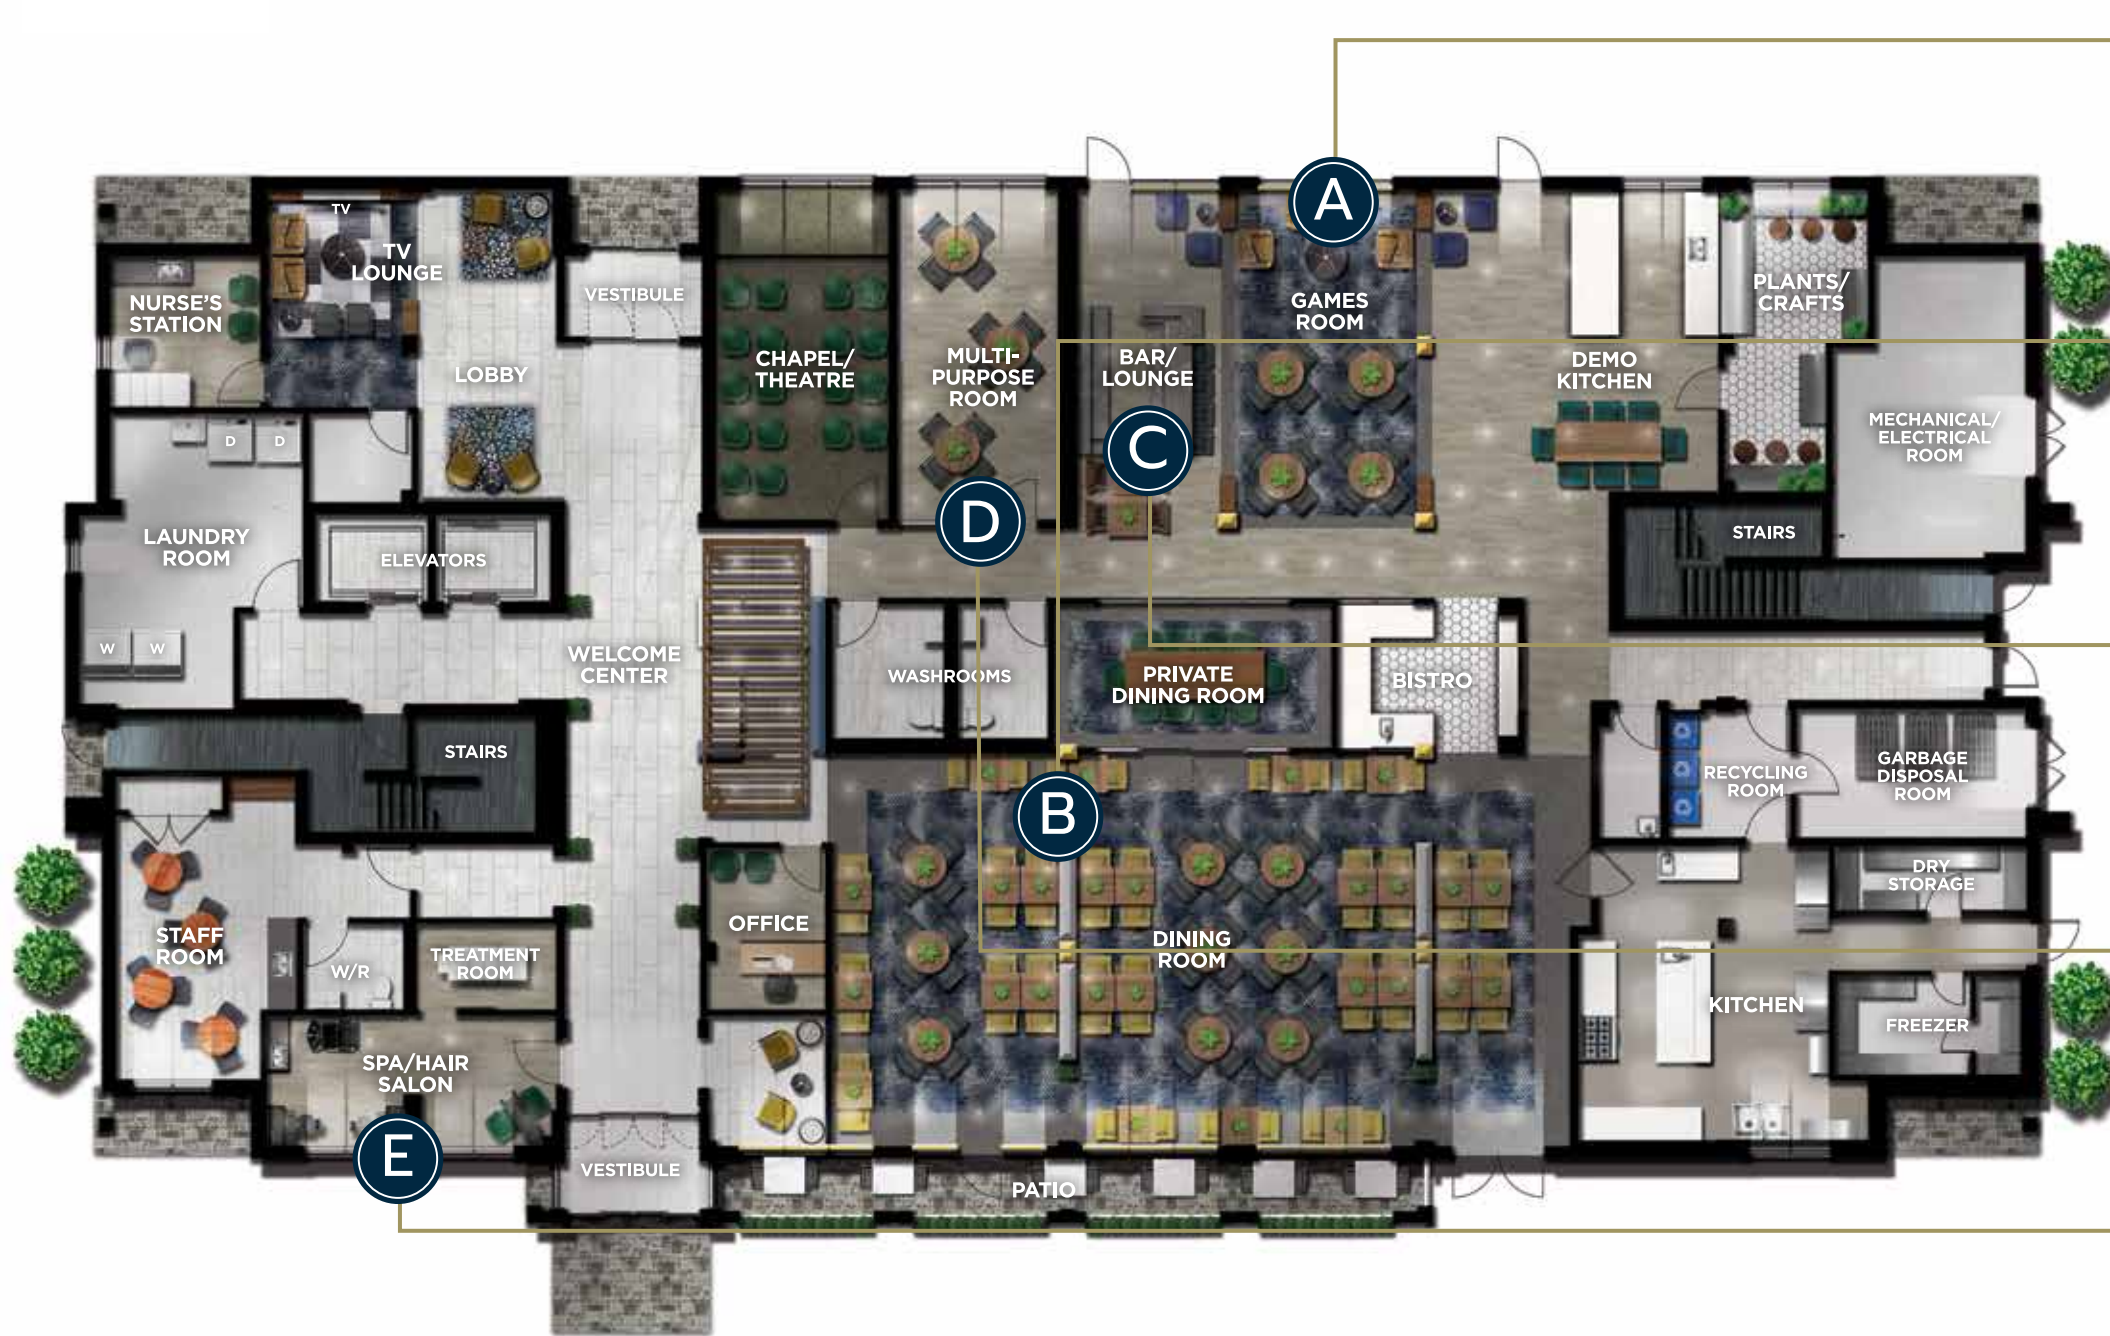 A
TV
TV
LOUNGE
NURSE'S
STATION
VESTIBULE
LOBBY
CHAPEL/
THEATRE
MULTI-
PURPOSE
ROOM
BAR/
LOUNGE
GAMES
ROOM
DEMO
KITCHEN
PLANTS/
CRAFTS
MECHANICAL/
ELECTRICAL
ROOM
C
D
D
D
LAUNDRY
ROOM
ELEVATORS
STAIRS
W
W
WELCOME
CENTER
WASHROOMS
PRIVATE
DINING ROOM
BISTRO
STAIRS
B
RECYCLING
ROOM
GARBAGE
DISPOSAL
ROOM
DRY
STORAGE
STAFF
ROOM
W/R
TREATMENT
ROOM
OFFICE
DINING
ROOM
KITCHEN
FREEZER
SPA/HAIR
SALON
E
VESTIBULE
PATIO